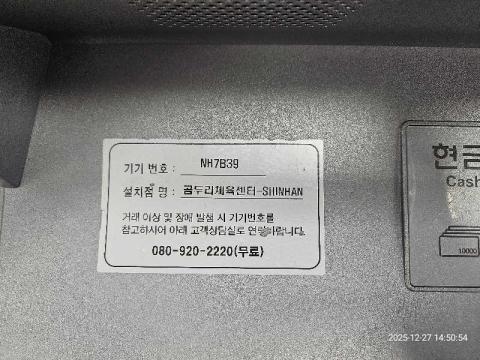 기기 번호 : NH7B39
설치점 명 : 곰두리체육센터-SHINHAN
거래 이상 및 장애 발생 시 기기번호를
참고하시어 아래 고객상담실로 연락바랍니다.
080-920-2220(무료)
현금
Cash
10000
2025-12-27 14:50:54